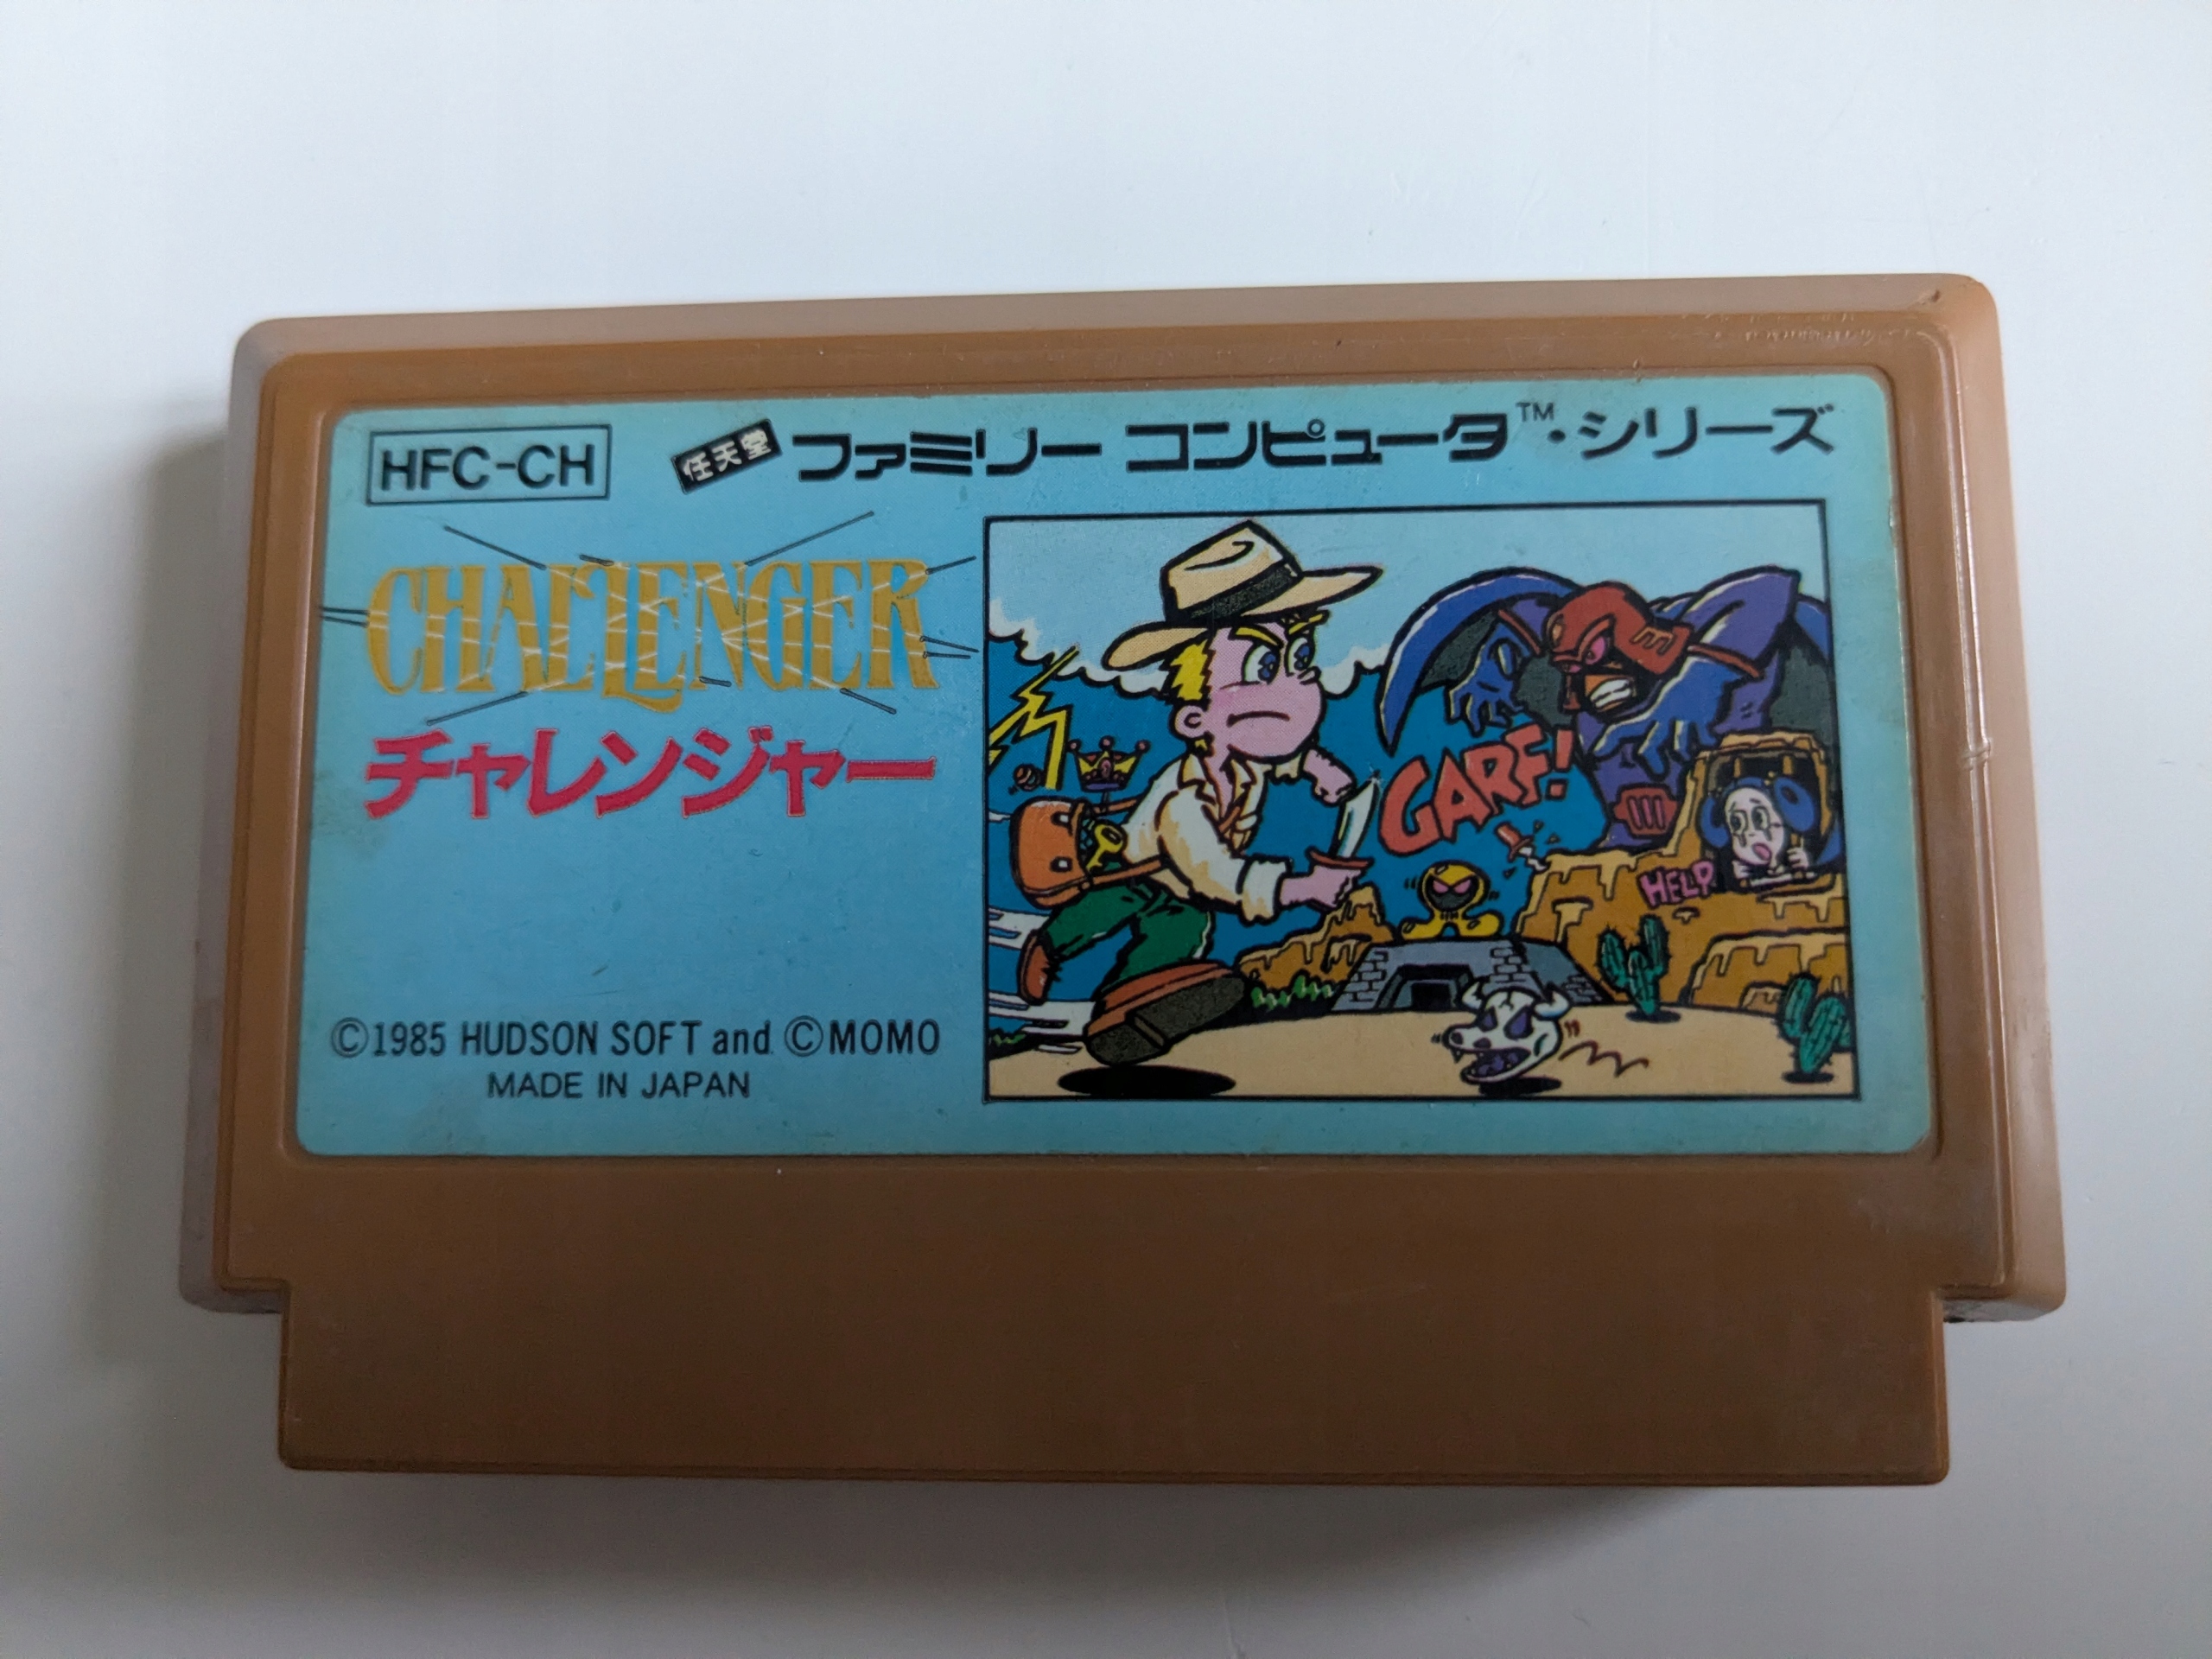 HFC-CH
任天堂 ファミリー コンピュータ™・シリーズ
CHALLENGER
チャレンジャー
GARF!
HELP
©1985 HUDSON SOFT and ©MOMO
MADE IN JAPAN